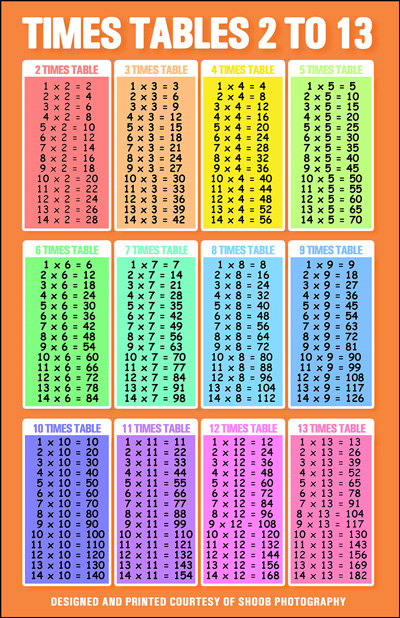 TIMES TABLES 2 TO 13
2 TIMES TABLE
1 x 2 = 2
2 x 2 = 4
3 x 2 = 6
4 x 2 = 8
5 x 2 = 10
6 x 2 = 12
7 x 2 = 14
8 x 2 = 16
9 x 2 = 18
10 x 2 = 20
11 x 2 = 22
12 x 2 = 24
13 x 2 = 26
14 x 2 = 28
3 TIMES TABLE
1 x 3 = 3
2 x 3 = 6
3 x 3 = 9
4 x 3 = 12
5 x 3 = 15
6 x 3 = 18
7 x 3 = 21
8 x 3 = 24
9 x 3 = 27
10 x 3 = 30
11 x 3 = 33
12 x 3 = 36
13 x 3 = 39
14 x 3 = 42
4 TIMES TABLE
1 x 4 = 4
2 x 4 = 8
3 x 4 = 12
4 x 4 = 16
5 x 4 = 20
6 x 4 = 24
7 x 4 = 28
8 x 4 = 32
9 x 4 = 36
10 x 4 = 40
11 x 4 = 44
12 x 4 = 48
13 x 4 = 52
14 x 4 = 56
5 TIMES TABLE
1 x 5 = 5
2 x 5 = 10
3 x 5 = 15
4 x 5 = 20
5 x 5 = 25
6 x 5 = 30
7 x 5 = 35
8 x 5 = 40
9 x 5 = 45
10 x 5 = 50
11 x 5 = 55
12 x 5 = 60
13 x 5 = 65
14 x 5 = 70
6 TIMES TABLE
1 x 6 = 6
2 x 6 = 12
3 x 6 = 18
4 x 6 = 24
5 x 6 = 30
6 x 6 = 36
7 x 6 = 42
8 x 6 = 48
9 x 6 = 54
10 x 6 = 60
11 x 6 = 66
12 x 6 = 72
13 x 6 = 78
14 x 6 = 84
7 TIMES TABLE
1 x 7 = 7
2 x 7 = 14
3 x 7 = 21
4 x 7 = 28
5 x 7 = 35
6 x 7 = 42
7 x 7 = 49
8 x 7 = 56
9 x 7 = 63
10 x 7 = 70
11 x 7 = 77
12 x 7 = 84
13 x 7 = 91
14 x 7 = 98
8 TIMES TABLE
1 x 8 = 8
2 x 8 = 16
3 x 8 = 24
4 x 8 = 32
5 x 8 = 40
6 x 8 = 48
7 x 8 = 56
8 x 8 = 64
9 x 8 = 72
10 x 8 = 80
11 x 8 = 88
12 x 8 = 96
13 x 8 = 104
14 x 8 = 112
9 TIMES TABLE
1 x 9 = 9
2 x 9 = 18
3 x 9 = 27
4 x 9 = 36
5 x 9 = 45
6 x 9 = 54
7 x 9 = 63
8 x 9 = 72
9 x 9 = 81
10 x 9 = 90
11 x 9 = 99
12 x 9 = 108
13 x 9 = 117
14 x 9 = 126
10 TIMES TABLE
1 x 10 = 10
2 x 10 = 20
3 x 10 = 30
4 x 10 = 40
5 x 10 = 50
6 x 10 = 60
7 x 10 = 70
8 x 10 = 80
9 x 10 = 90
10 x 10 = 100
11 x 10 = 110
12 x 10 = 120
13 x 10 = 130
14 x 10 = 140
11 TIMES TABLE
1 x 11 = 11
2 x 11 = 22
3 x 11 = 33
4 x 11 = 44
5 x 11 = 55
6 x 11 = 66
7 x 11 = 77
8 x 11 = 88
9 x 11 = 99
10 x 11 = 110
11 x 11 = 121
12 x 11 = 132
13 x 11 = 143
14 x 11 = 154
12 TIMES TABLE
1 x 12 = 12
2 x 12 = 24
3 x 12 = 36
4 x 12 = 48
5 x 12 = 60
6 x 12 = 72
7 x 12 = 84
8 x 12 = 96
9 x 12 = 108
10 x 12 = 120
11 x 12 = 132
12 x 12 = 144
13 x 12 = 156
14 x 12 = 168
13 TIMES TABLE
1 x 13 = 13
2 x 13 = 26
3 x 13 = 39
4 x 13 = 52
5 x 13 = 65
6 x 13 = 78
7 x 13 = 91
8 x 13 = 104
9 x 13 = 117
10 x 13 = 130
11 x 13 = 143
12 x 13 = 156
13 x 13 = 169
14 x 13 = 182
DESIGNED AND PRINTED COURTESY OF SHOOB PHOTOGRAPHY